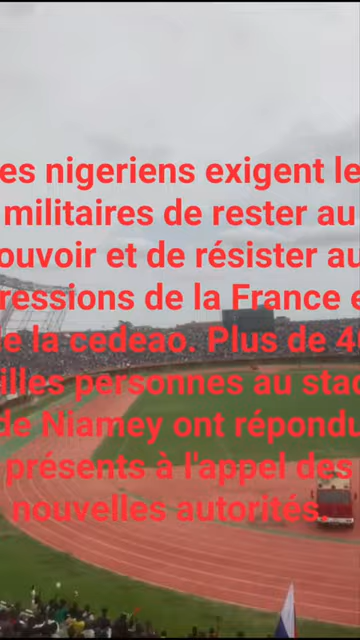 es nigeriens exigent le
militaires de rester au
ouvoir et de résister au
ressions de la France e
e la cedeao. Plus de 4
illes personnes au stad
de Niamey ont répondu
présents à l'appel des
nouvelles autorités.